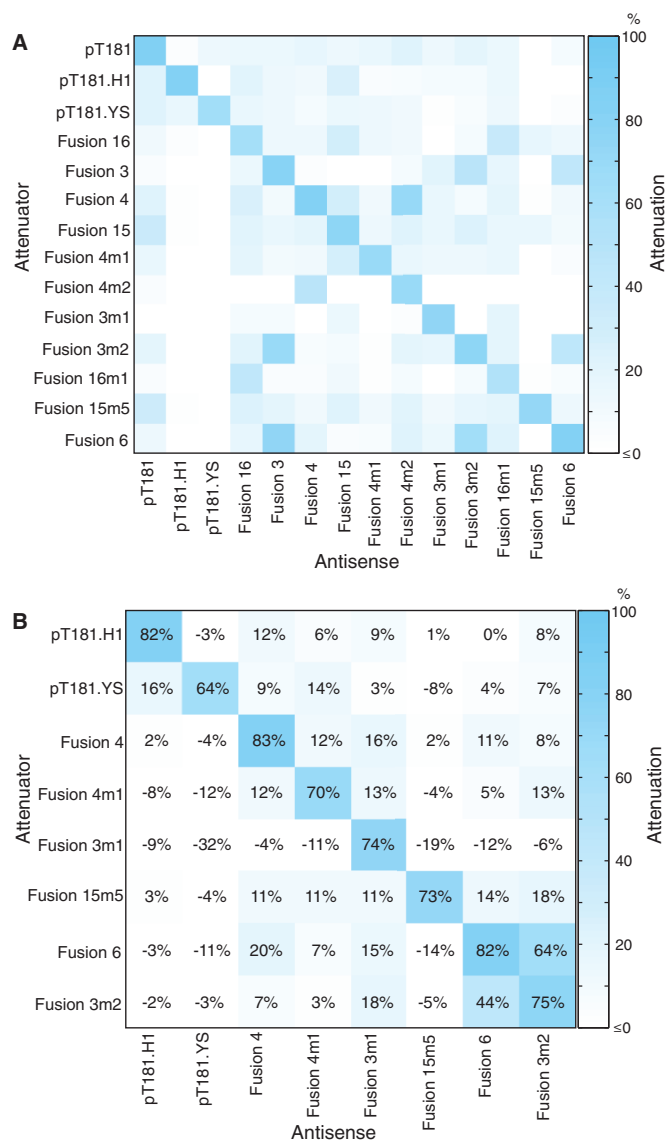 A
%
pT181
pT181.H1
pT181.YS
Fusion 16
Fusion 3
Fusion 4
Fusion 15
Fusion 4m1
Fusion 4m2
Fusion 3m1
Fusion 3m2
Fusion 16m1
Fusion 15m5
Fusion 6
Attenuator
pT181
pT181.H1
pT181.YS
Fusion 16
Fusion 3
Fusion 4
Fusion 15
Fusion 4m1
Fusion 4m2
Fusion 3m1
Fusion 3m2
Fusion 16m1
Fusion 15m5
Fusion 6
Antisense
100
80
60
40
20
≤0
Attenuation
B
%
pT181.H1 82% -3% 12% 6% 9% 1% 0% 8%
pT181.YS 16% 64% 9% 14% 3% -8% 4% 7%
Fusion 4 2% -4% 83% 12% 16% 2% 11% 8%
Fusion 4m1 -8% -12% 12% 70% 13% -4% 5% 13%
Fusion 3m1 -9% -32% -4% -11% 74% -19% -12% -6%
Fusion 15m5 3% -4% 11% 11% 11% 73% 14% 18%
Fusion 6 -3% -11% 20% 7% 15% -14% 82% 64%
Fusion 3m2 -2% -3% 7% 3% 18% -5% 44% 75%
Attenuator
pT181.H1
pT181.YS
Fusion 4
Fusion 4m1
Fusion 3m1
Fusion 15m5
Fusion 6
Fusion 3m2
Antisense
100
80
60
40
20
≤0
Attenuation